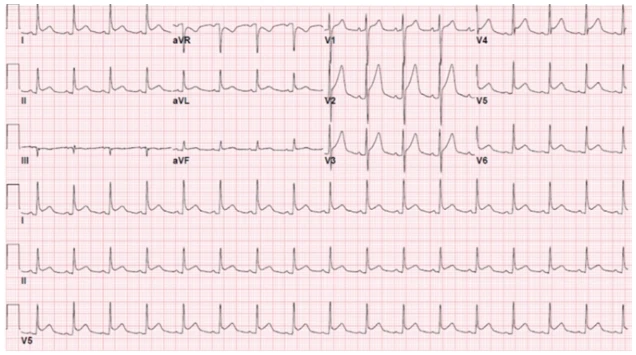 I aVR V1 V4
II aVL V2 V5
III aVF V3 V6
I
II
V5